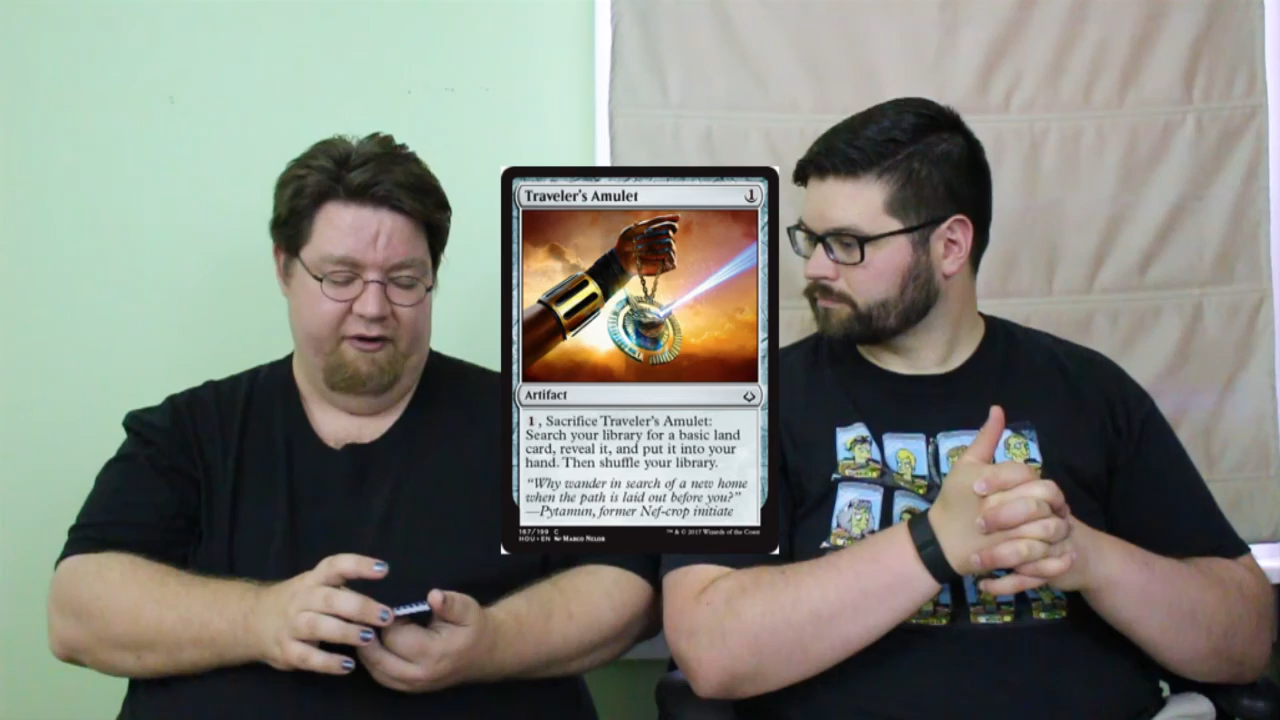 Traveler's Amulet 1
Artifact
1 , Sacrifice Traveler's Amulet:
Search your library for a basic land
card, reveal it, and put it into your
hand. Then shuffle your library.
"Why wander in search of a new home
when the path is laid out before you?"
—Pytamun, former Nef-crop initiate
167/199 C
HOU • EN Marco Nelor
™ & © 2017 Wizards of the Coast